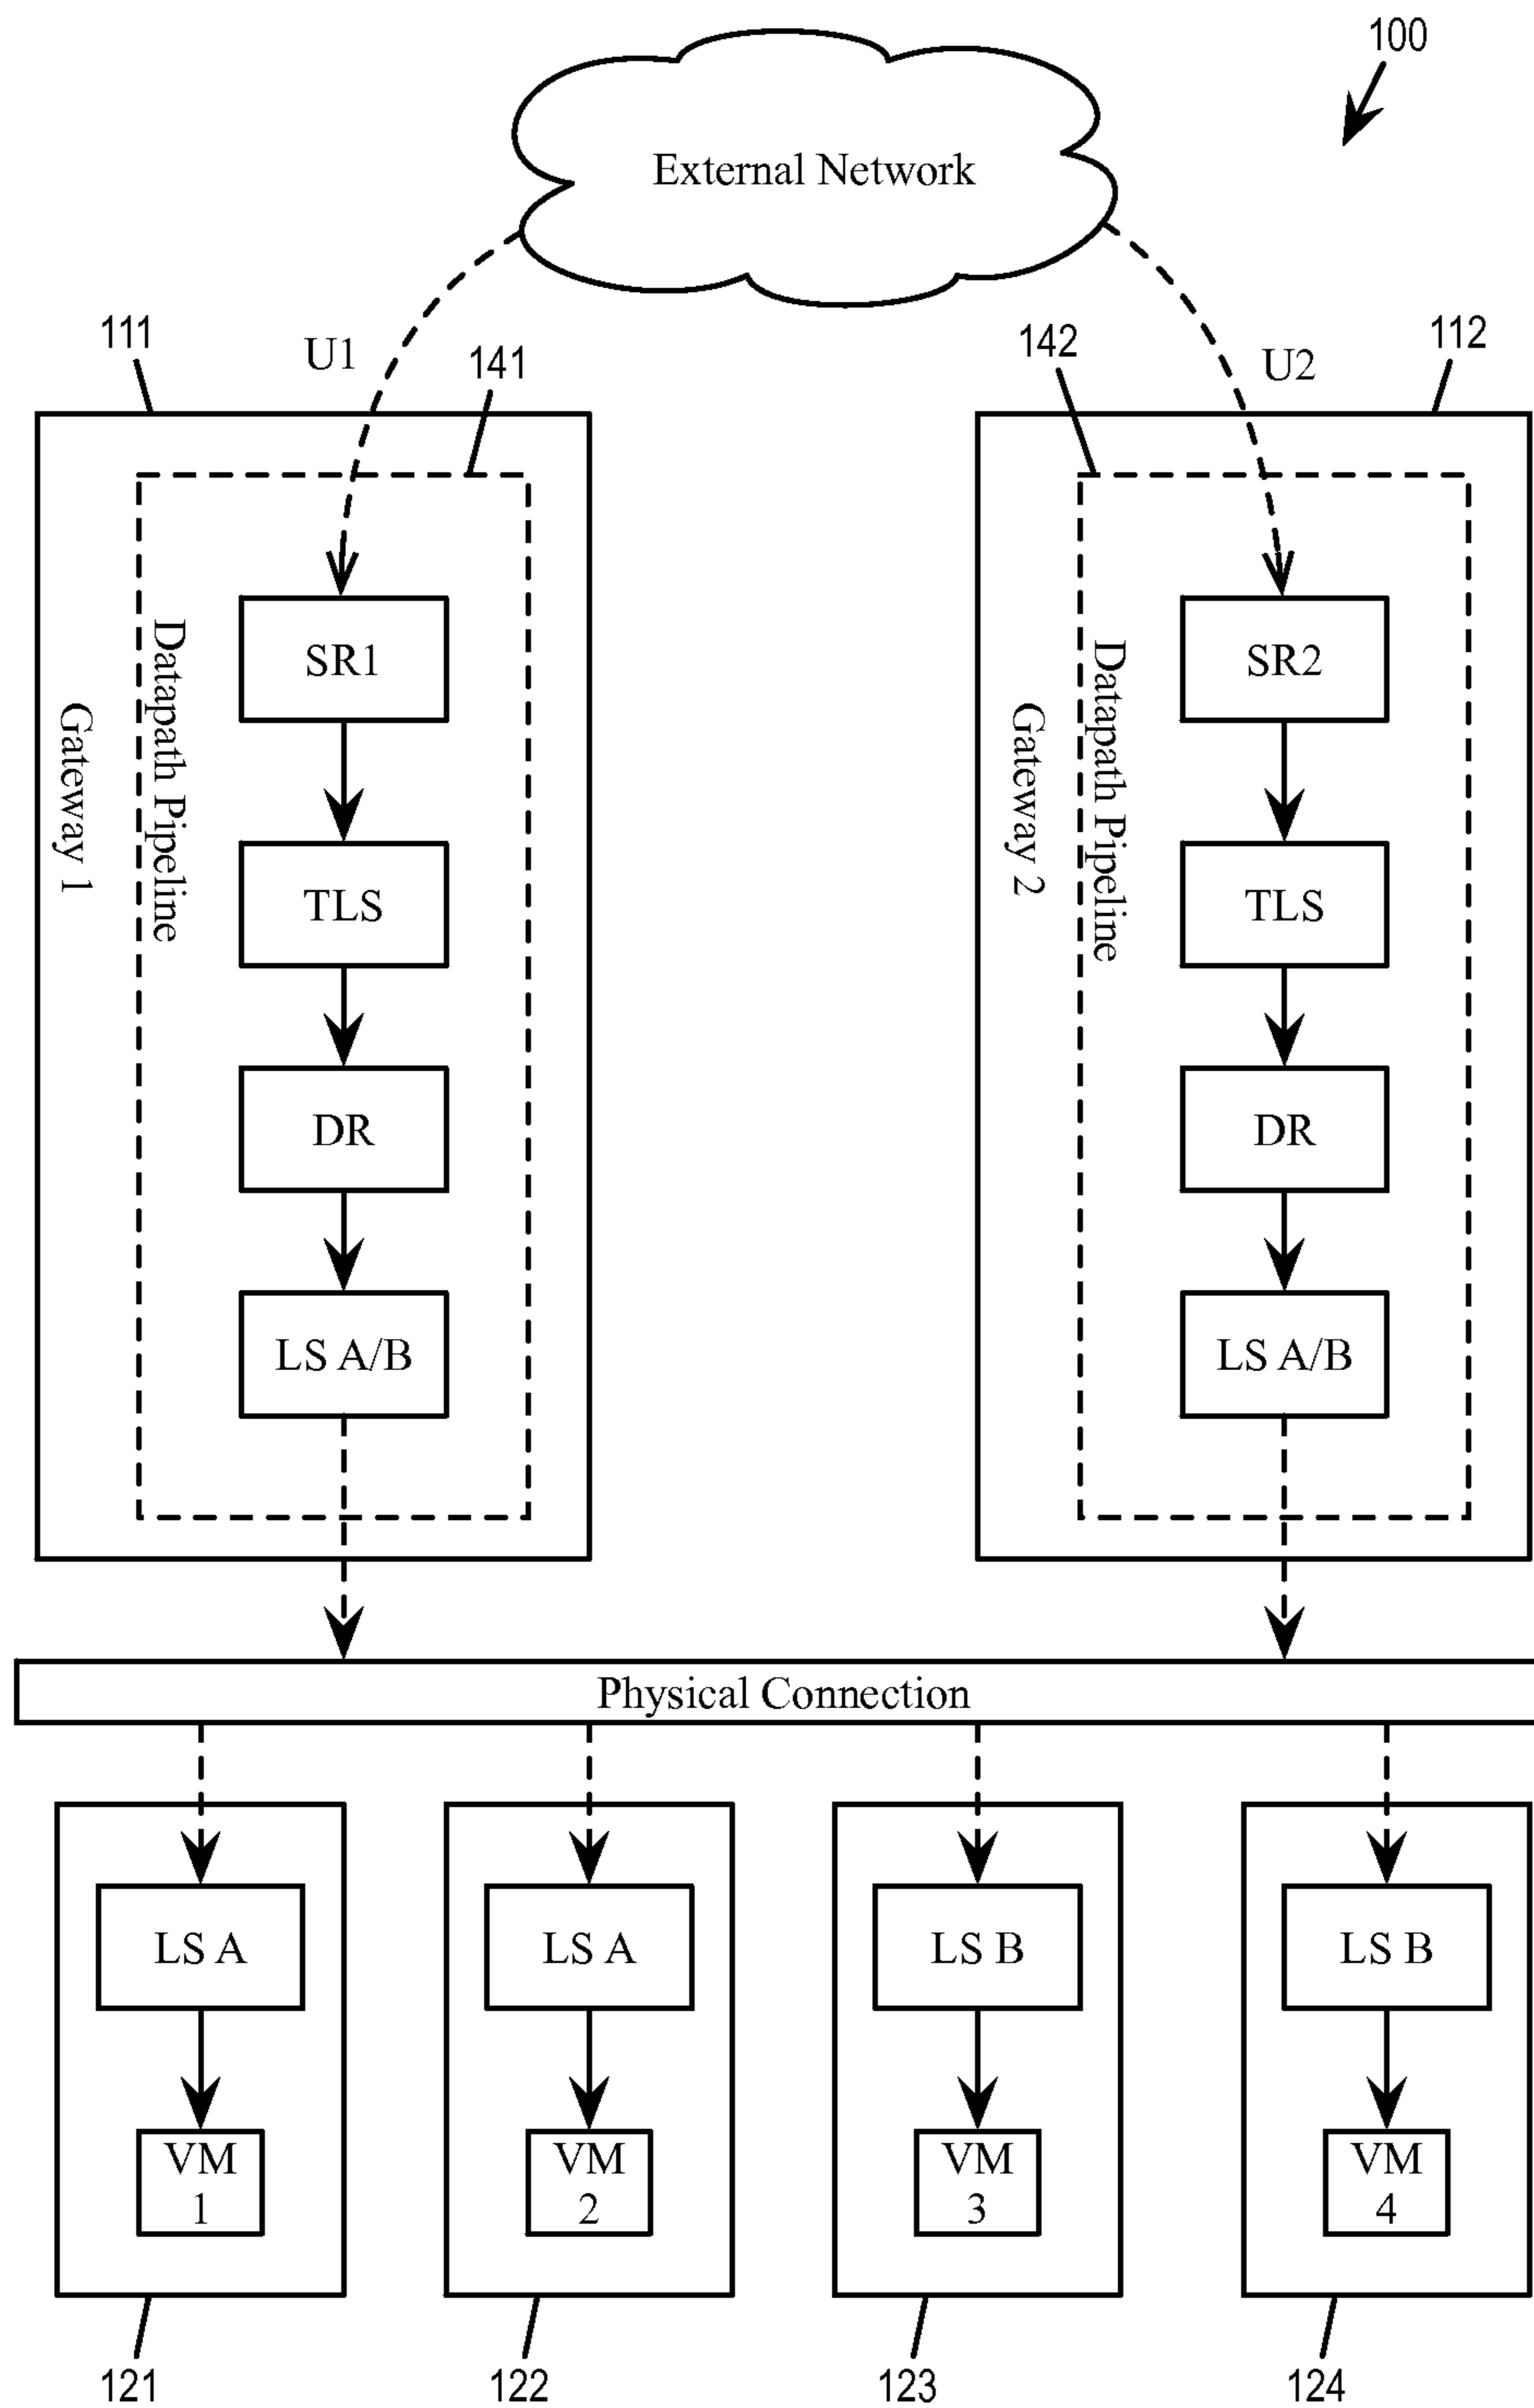 100
External Network
111
U1
141
142
U2
112
Gateway 1
Datapath Pipeline
SR1
TLS
DR
LS A/B
Gateway 2
Datapath Pipeline
SR2
TLS
DR
LS A/B
Physical Connection
LS A
LS A
LS B
LS B
VM
1
VM
2
VM
3
VM
4
121
122
123
124